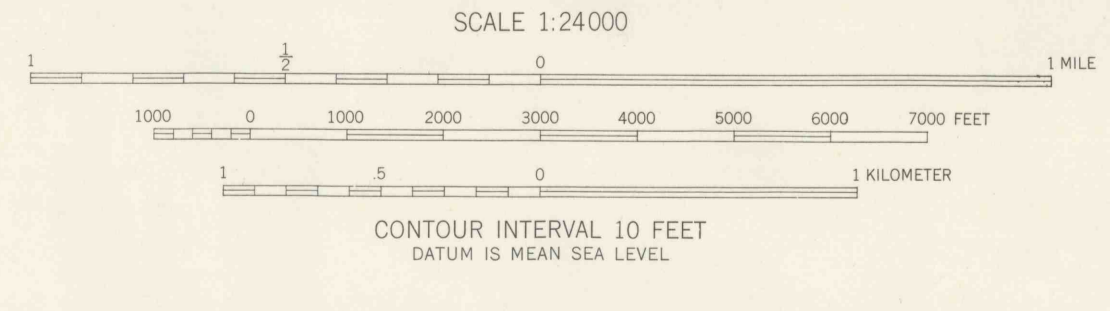 SCALE 1:24000
1 1/2 0 1 MILE
1000 0 1000 2000 3000 4000 5000 6000 7000 FEET
1 .5 0 1 KILOMETER
CONTOUR INTERVAL 10 FEET
DATUM IS MEAN SEA LEVEL